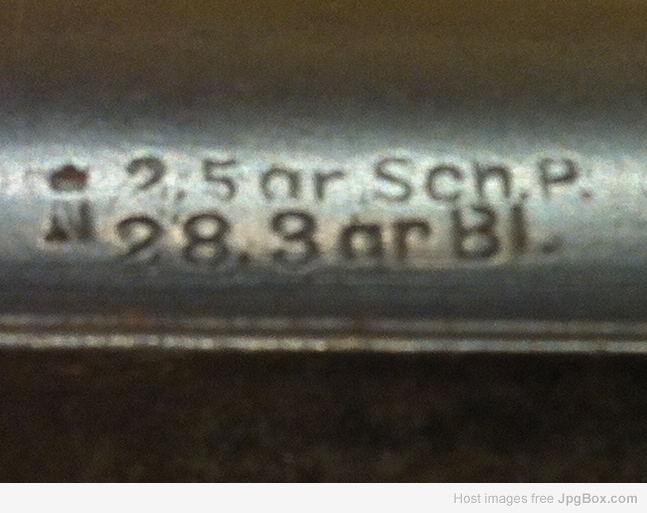 2,5 gr Sch.P.
N 28,3 gr Bl.
Host images free JpgBox.com